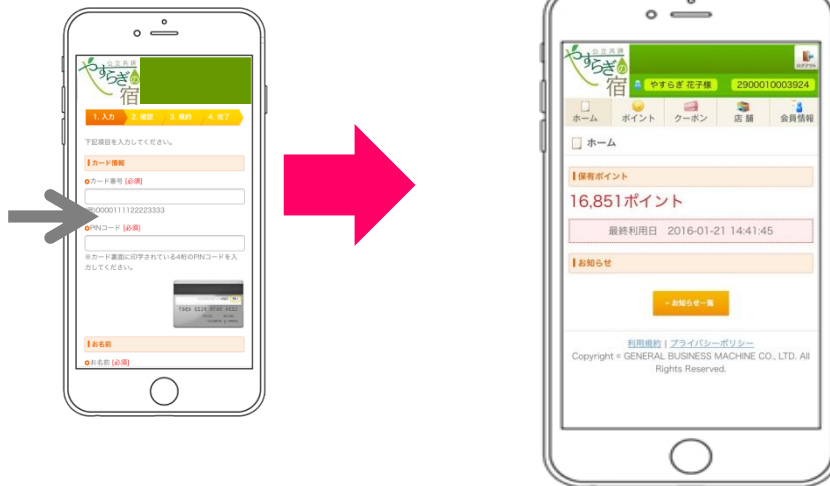 公立共済
やすらぎの
宿
1. 入力
2. 確認
3. 規約
4. 完了
下記項目を入力してください。
カード情報
カード番号 [必須]
例)0000111122223333
PINコード [必須]
※カード裏面に印字されている4桁のPINコードを入
力してください。
お名前
お名前 [必須]
公立共済
やすらぎの
宿
ログアウト
やすらぎ 花子様
2900010003924
ホーム
ポイント
クーポン
店 舗
会員情報
ホーム
保有ポイント
16,851ポイント
最終利用日 2016-01-21 14:41:45
お知らせ
お知らせ一覧
利用規約 | プライバシーポリシー
Copyright © GENERAL BUSINESS MACHINE CO., LTD. All
Rights Reserved.